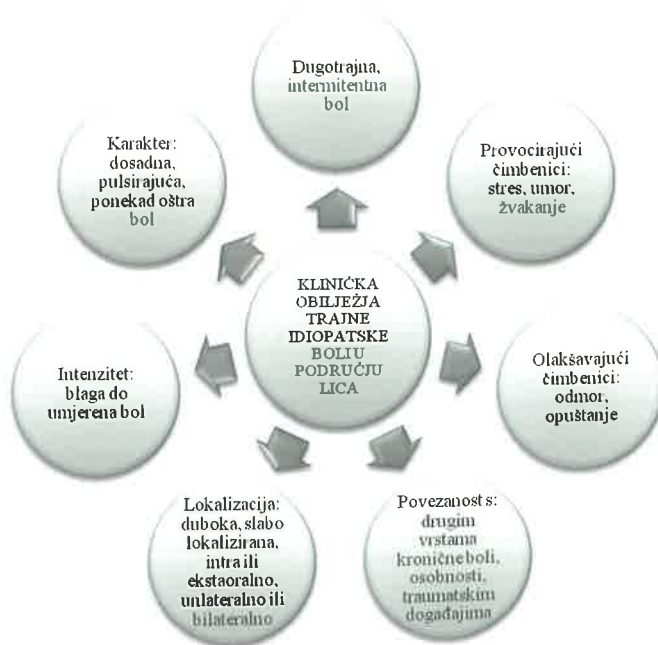 Dugotrajna,
intermitentna
bol
Karakter:
dosadna,
pulsirajuća,
ponekad oštra
bol
Provocirajući
čimbenici:
stres, umor,
žvakanje
KLINIČKA
OBILJEŽJA
TRAJNE
IDIOPATSKE
BOLI U
PODRUČJU
LICA
Intenzitet:
blaga do
umjerena bol
Olakšavajući
čimbenici:
odmor,
opuštanje
Lokalizacija:
duboka, slabo
lokalizirana,
intra ili
ekstaoralno,
unilateralno ili
bilateralno
Povezanost s:
drugim
vrstama
kronične boli,
osobnosti,
traumatskim
događajima